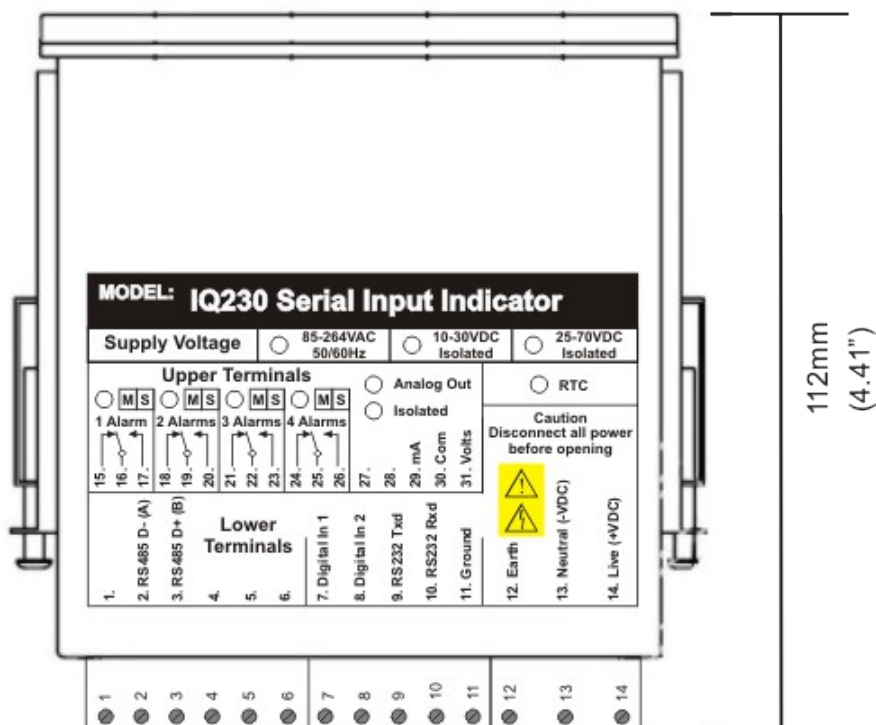 MODEL: IQ230 Serial Input Indicator
Supply Voltage
85-264VAC
50/60Hz
10-30VDC
Isolated
25-70VDC
Isolated
Upper Terminals
M S
M S
M S
M S
1 Alarm
2 Alarms
3 Alarms
4 Alarms
15.
16.
17.
18.
19.
20.
21.
22.
23.
24.
25.
26.
27.
28.
29. mA
30. Com
31. Volts
Analog Out
Isolated
RTC
Caution
Disconnect all power
before opening
Lower
Terminals
1.
2. RS485 D- (A)
3. RS485 D+ (B)
4.
5.
6.
7. Digital In 1
8. Digital In 2
9. RS232 Txd
10. RS232 Rxd
11. Ground
12. Earth
13. Neutral (-VDC)
14. Live (+VDC)
1 2 3 4 5 6 7 8 9 10 11 12 13 14
112mm
(4.41")